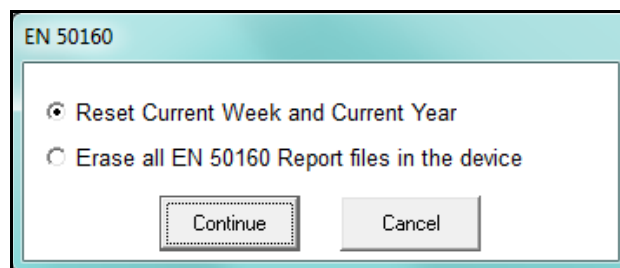 EN 50160
Reset Current Week and Current Year
Erase all EN 50160 Report files in the device
Continue Cancel